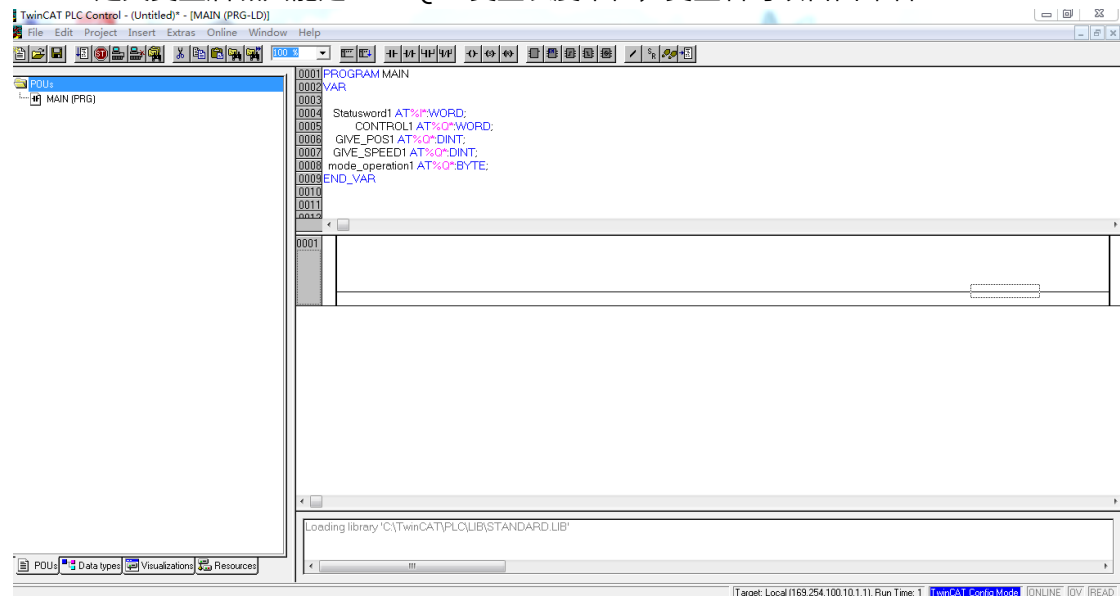 TwinCAT PLC Control - (Untitled)* - [MAIN (PRG-LD)]
File Edit Project Insert Extras Online Window Help
100 %
POUs
MAIN (PRG)
0001 PROGRAM MAIN
0002 VAR
0003
0004 Statusword1 AT%I*:WORD;
0005 CONTROL1 AT%Q*:WORD;
0006 GIVE_POS1 AT%Q*:DINT;
0007 GIVE_SPEED1 AT%Q*:DINT;
0008 mode_operation1 AT%Q*:BYTE;
0009 END_VAR
0010
0011
0012
0001
Loading library 'C:\TwinCAT\PLC\LIB\STANDARD.LIB'
POUs Data types Visualizations Resources
Target: Local (169.254.100.10.1.1), Run Time: 1 TwinCAT Config Mode ONLINE OV READ